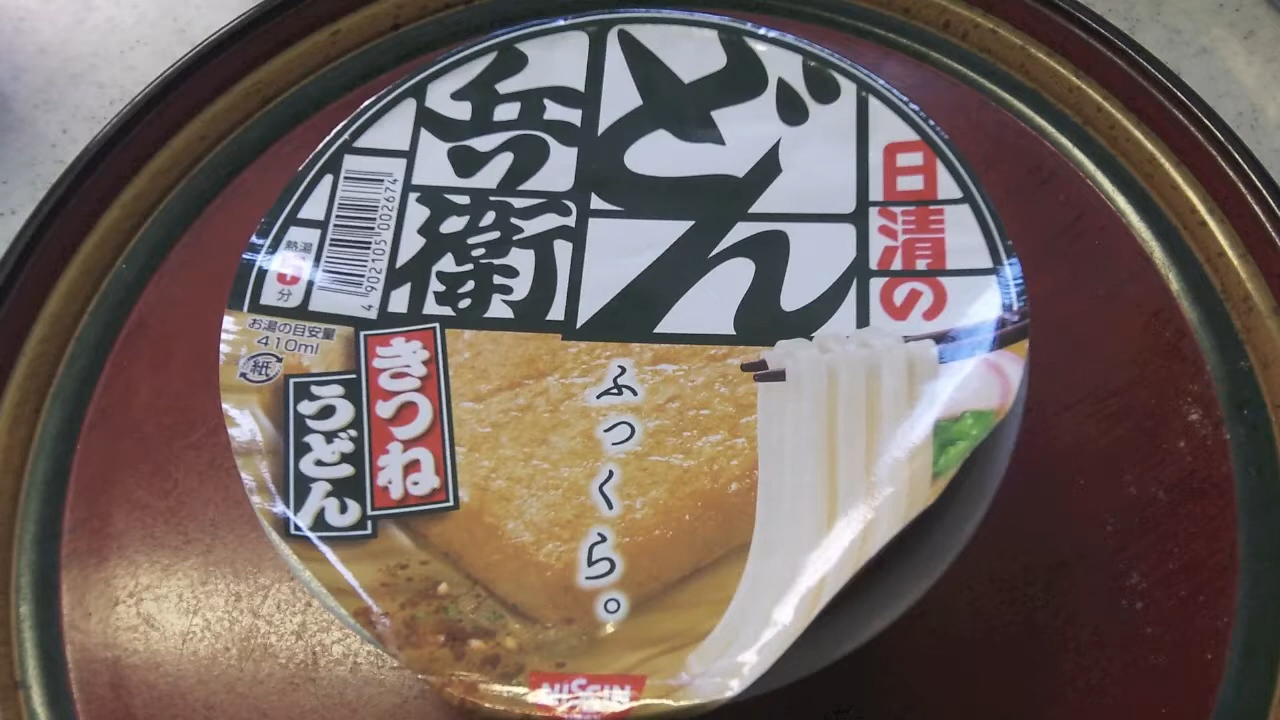 日清の
どん
兵衛
4 902105 002674
熱湯
5
分
お湯の目安量
410ml
紙
きつね
うどん
ふっくら。
NISSIN